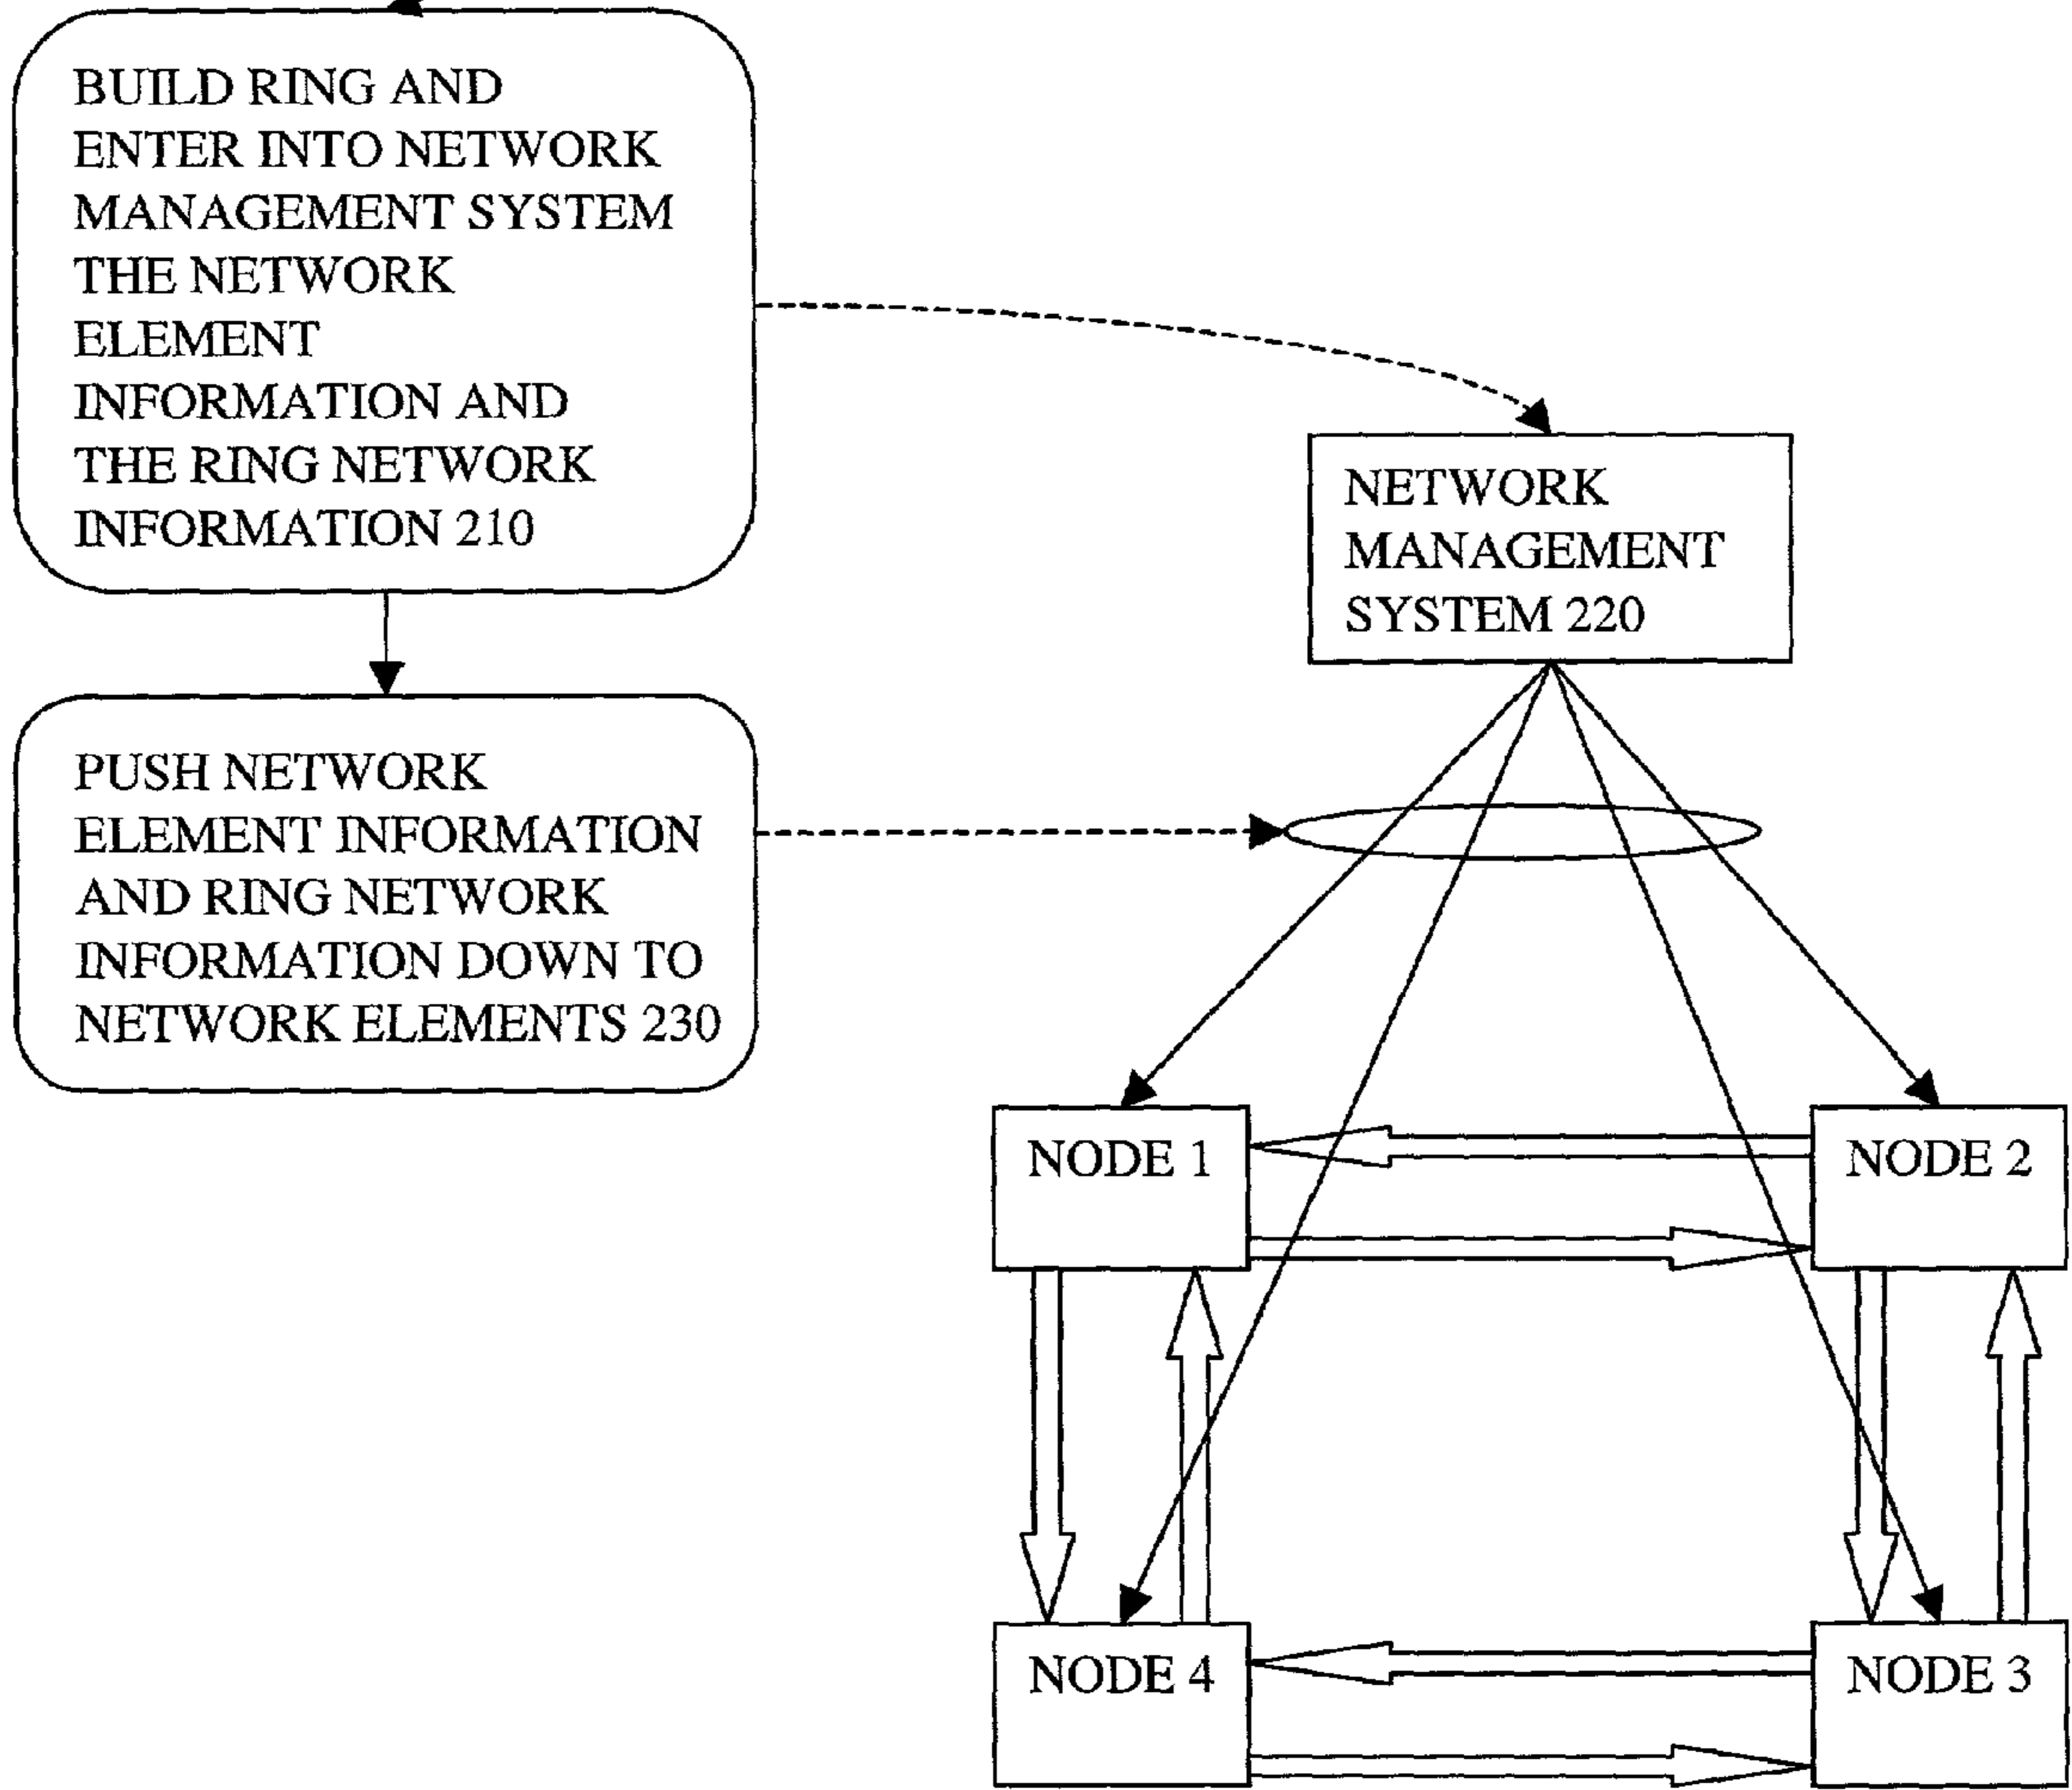 BUILD RING AND
ENTER INTO NETWORK
MANAGEMENT SYSTEM
THE NETWORK
ELEMENT
INFORMATION AND
THE RING NETWORK
INFORMATION 210
NETWORK
MANAGEMENT
SYSTEM 220
PUSH NETWORK
ELEMENT INFORMATION
AND RING NETWORK
INFORMATION DOWN TO
NETWORK ELEMENTS 230
NODE 1
NODE 2
NODE 4
NODE 3